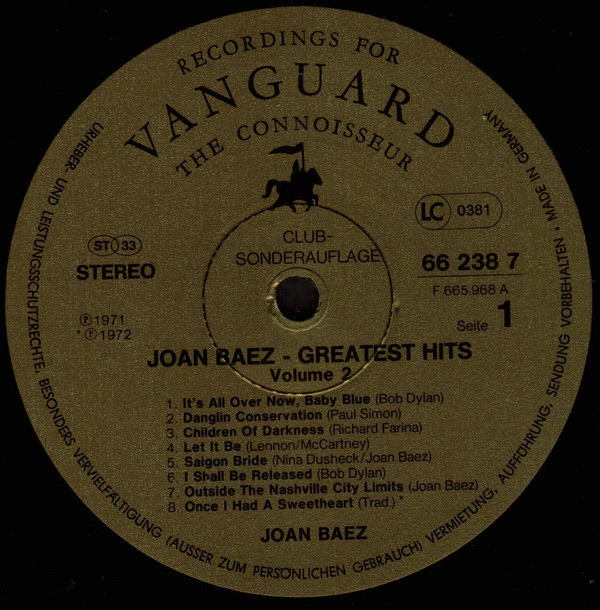 RECORDINGS FOR
VANGUARD
THE CONNOISSEUR
LC 0381
CLUB-
SONDERAUFLAGE
ST 33
STEREO
66 238 7
F 665.968 A
Seite 1
Ⓟ 1971
* Ⓟ 1972
JOAN BAEZ - GREATEST HITS
Volume 2
1. It's All Over Now, Baby Blue (Bob Dylan)
2. Danglin Conservation (Paul Simon)
3. Children Of Darkness (Richard Farina)
4. Let It Be (Lennon/McCartney)
5. Saigon Bride (Nina Dusheck/Joan Baez)
6. I Shall Be Released (Bob Dylan)
7. Outside The Nashville City Limits (Joan Baez)
8. Once I Had A Sweetheart (Trad.) *
JOAN BAEZ
URHEBER- UND LEISTUNGSSCHUTZRECHTE, BESONDERS VERVIELFÄLTIGUNG (AUSSER ZUM PERSÖNLICHEN GEBRAUCH) VERMIETUNG, AUFFÜHRUNG, SENDUNG VORBEHALTEN • MADE IN GERMANY